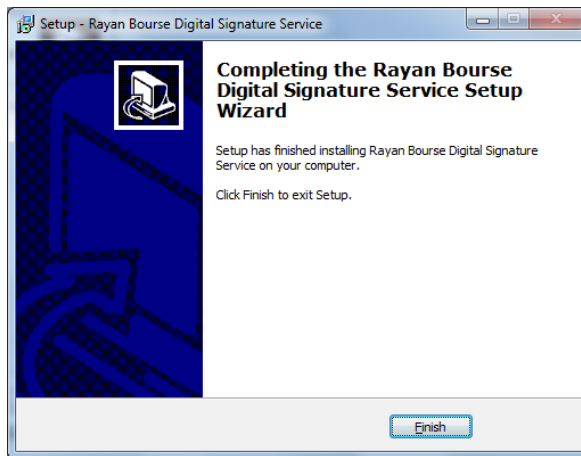 Setup - Rayan Bourse Digital Signature Service
Completing the Rayan Bourse
Digital Signature Service Setup
Wizard
Setup has finished installing Rayan Bourse Digital Signature
Service on your computer.
Click Finish to exit Setup.
Finish